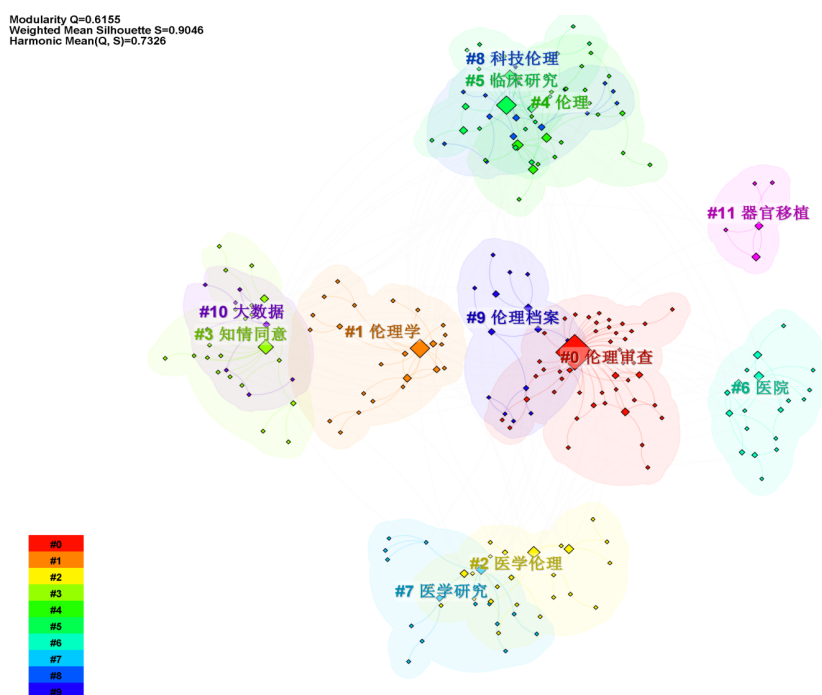 Modularity Q=0.6155
Weighted Mean Silhouette S=0.9046
Harmonic Mean(Q, S)=0.7326
#8 科技伦理
#5 临床研究
#4 伦理
#11 器官移植
#10 大数据
#3 知情同意
#1 伦理学
#9 伦理档案
#0 伦理审查
#6 医院
#2 医学伦理
#7 医学研究
#0
#1
#2
#3
#4
#5
#6
#7
#8
#9